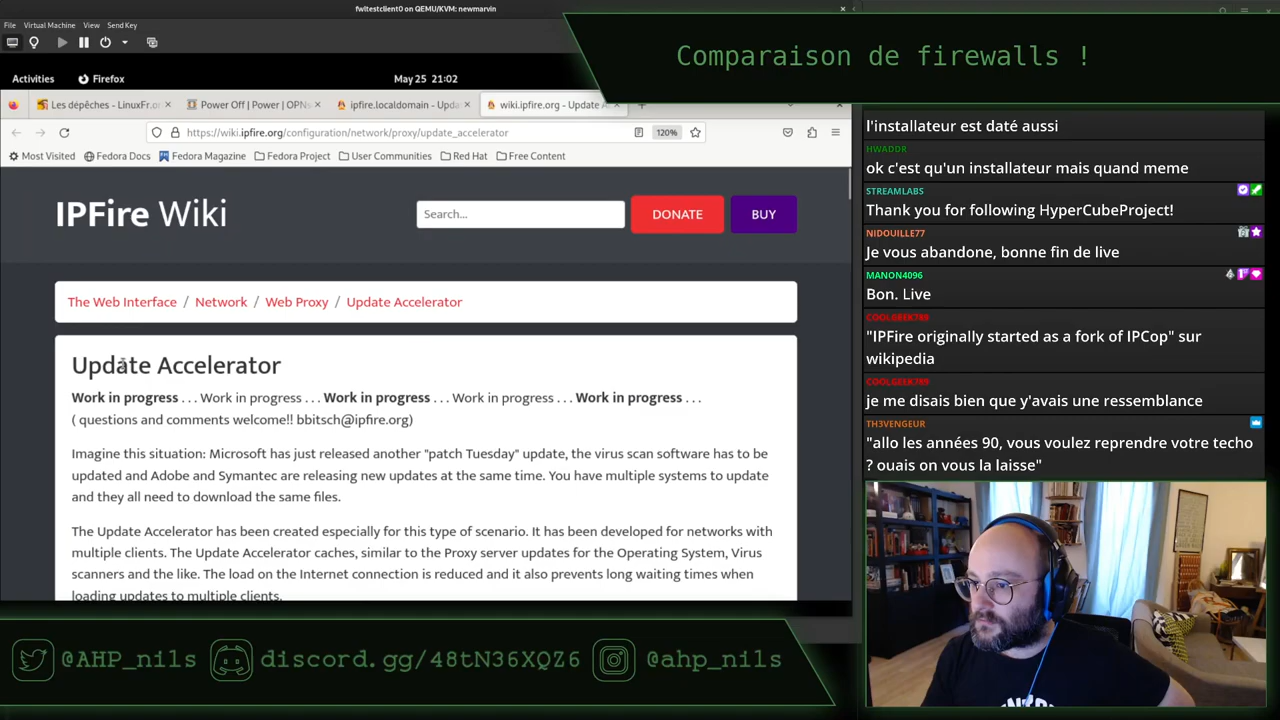 fwltestclient0 on QEMU/KVM: newmarvin
File Virtual Machine View Send Key
Activities Firefox May 25 21:02
Les dépêches - LinuxFr.or
Power Off | Power | OPNs
ipfire.localdomain - Upda
wiki.ipfire.org - Update A
https://wiki.ipfire.org/configuration/network/proxy/update_accelerator
120%
Most Visited Fedora Docs Fedora Magazine Fedora Project User Communities Red Hat Free Content
IPFire Wiki
Search...
DONATE
BUY
The Web Interface / Network / Web Proxy / Update Accelerator
Update Accelerator
Work in progress . . . Work in progress . . . Work in progress . . . Work in progress . . . Work in progress . . .
( questions and comments welcome!! bbitsch@ipfire.org)
Imagine this situation: Microsoft has just released another "patch Tuesday" update, the virus scan software has to be
updated and Adobe and Symantec are releasing new updates at the same time. You have multiple systems to update
and they all need to download the same files.
The Update Accelerator has been created especially for this type of scenario. It has been developed for networks with
multiple clients. The Update Accelerator caches, similar to the Proxy server updates for the Operating System, Virus
scanners and the like. The load on the Internet connection is reduced and it also prevents long waiting times when
loading updates to multiple clients.
Comparaison de firewalls !
l'installateur est daté aussi
HWADDR
ok c'est qu'un installateur mais quand meme
STREAMLABS
Thank you for following HyperCubeProject!
NIDOUILLE77
Je vous abandone, bonne fin de live
MANON4096
Bon. Live
COOLGEEK789
"IPFire originally started as a fork of IPCop" sur
wikipedia
COOLGEEK789
je me disais bien que y'avais une ressemblance
TH3VENGEUR
"allo les années 90, vous voulez reprendre votre techo
? ouais on vous la laisse"
@AHP_nils discord.gg/48tN36XQZ6 @ahp_nils